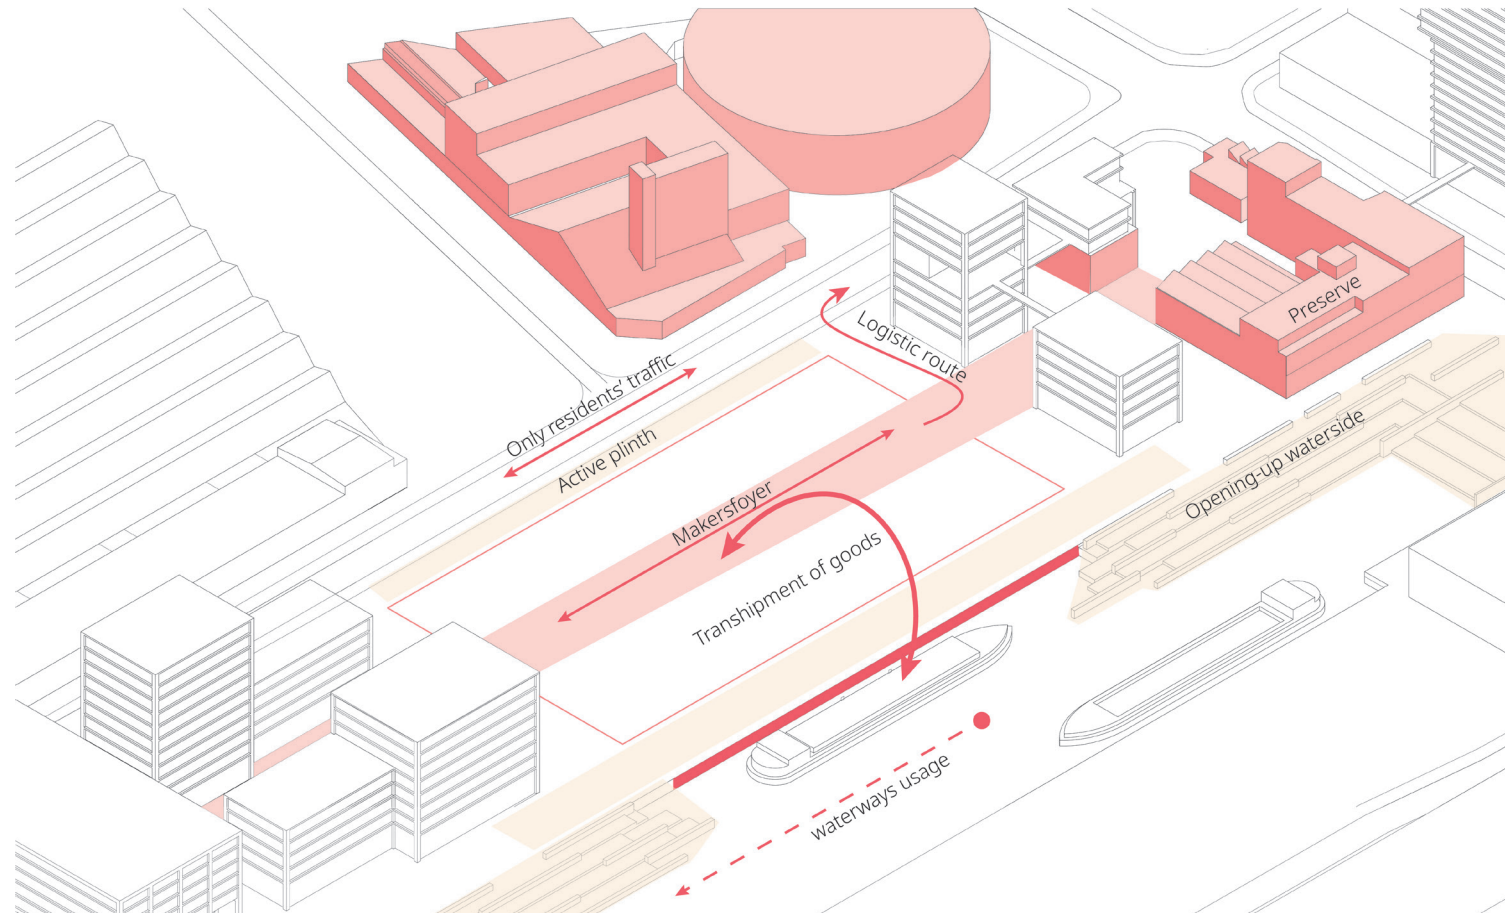 Preserve
Logistic route
Only residents' traffic
Active plinth
Opening-up waterside
Makersfoyer
Transhipment of goods
waterways usage